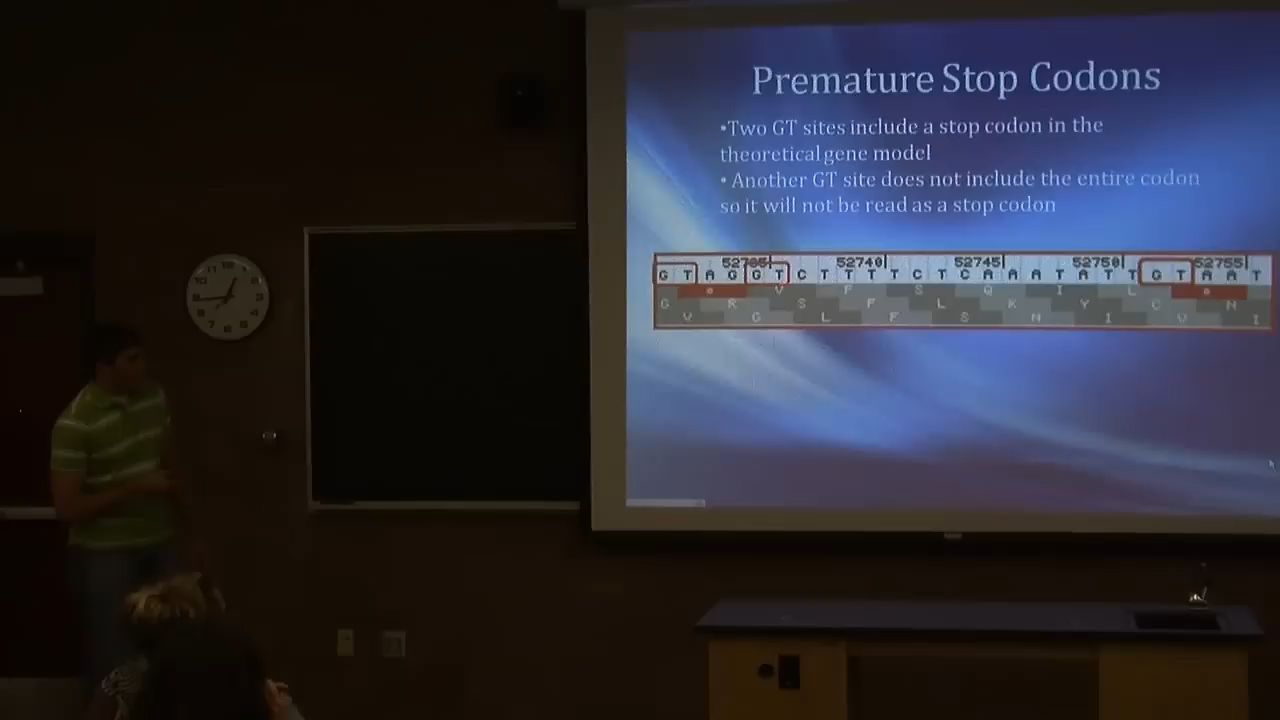 Premature Stop Codons
•Two GT sites include a stop codon in the
theoretical gene model
• Another GT site does not include the entire codon
so it will not be read as a stop codon
52735 52740 52745 52750 52755
G T A G G T C T T T T C T C A A A T A T T G T A A T
V F S Q I L
G R S F L K Y C N
V G L F S N I V I